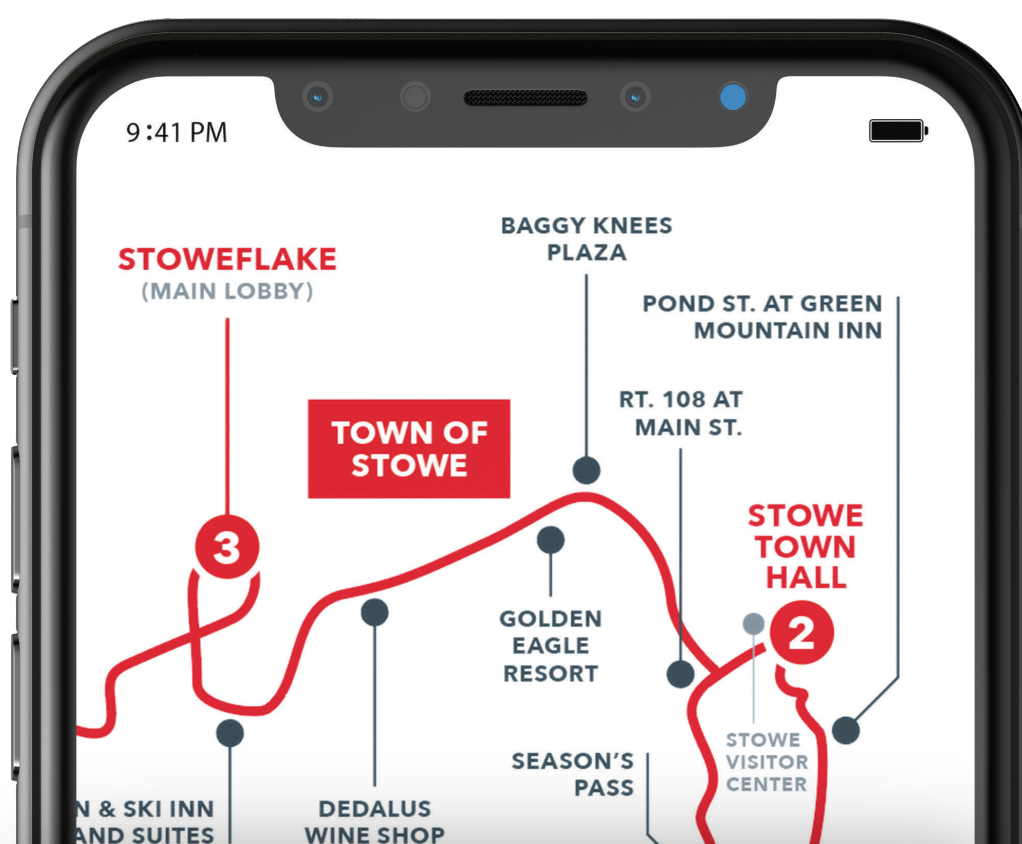 9:41 PM
BAGGY KNEES
PLAZA
STOWEFLAKE
(MAIN LOBBY)
POND ST. AT GREEN
MOUNTAIN INN
RT. 108 AT
MAIN ST.
TOWN OF
STOWE
STOWE
TOWN
HALL
3
2
GOLDEN
EAGLE
RESORT
STOWE
VISITOR
CENTER
SEASON'S
PASS
N & SKI INN
AND SUITES
DEDALUS
WINE SHOP